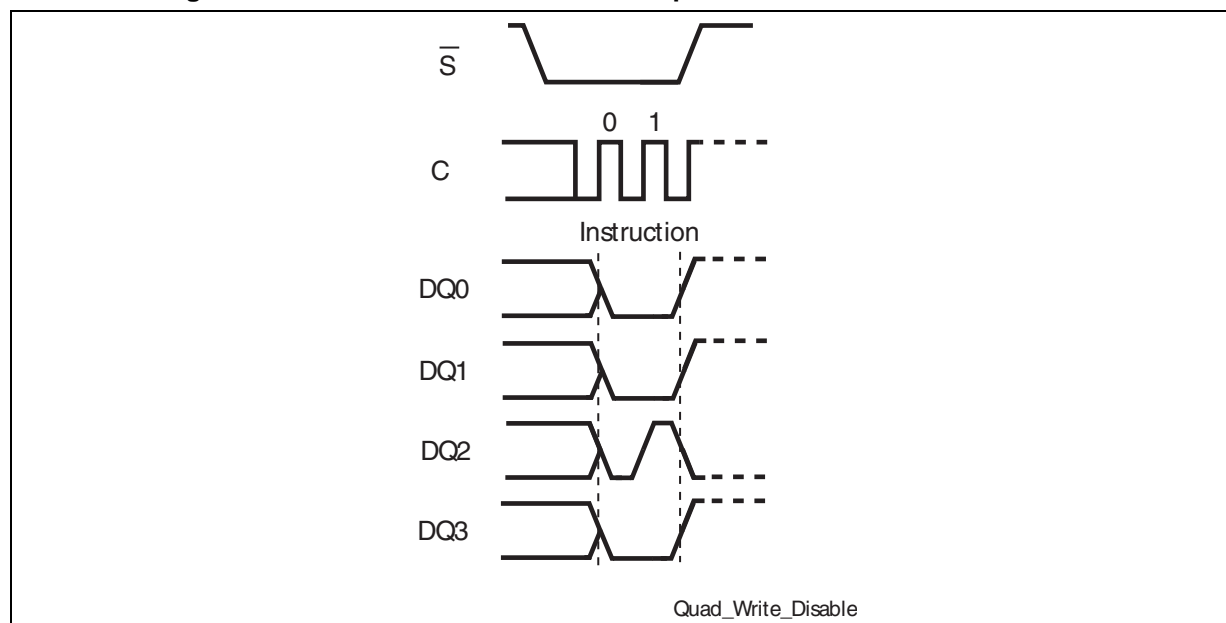 S̅
0 1
C
Instruction
DQ0
DQ1
DQ2
DQ3
Quad_Write_Disable